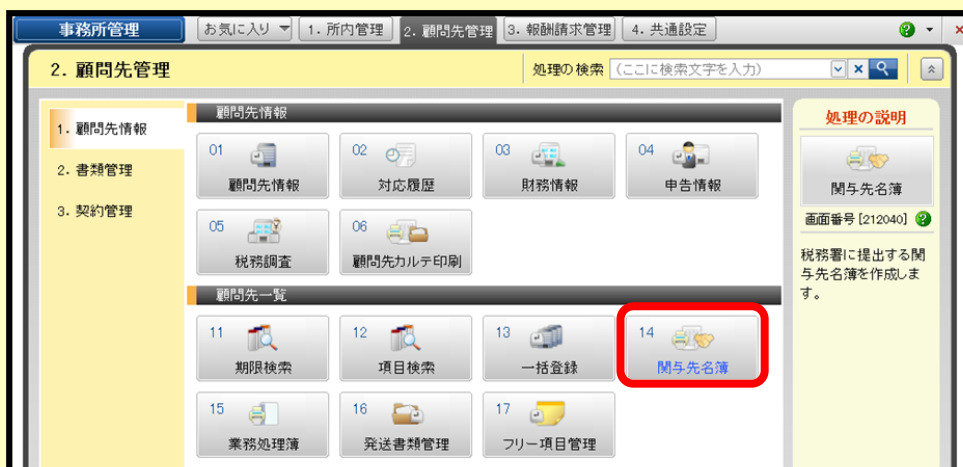 事務所管理 お気に入り 1. 所内管理 2. 顧問先管理 3. 報酬請求管理 4. 共通設定
2. 顧問先管理 処理の検索 (ここに検索文字を入力)
1. 顧問先情報
2. 書類管理
3. 契約管理
顧問先情報
01 02 03 04
顧問先情報 対応履歴 財務情報 申告情報
05 06
税務調査 顧問先カルテ印刷
顧問先一覧
11 12 13 14
期限検索 項目検索 一括登録 関与先名簿
15 16 17
業務処理簿 発送書類管理 フリー項目管理
処理の説明
関与先名簿
画面番号 [212040]
税務署に提出する関
与先名簿を作成しま
す。